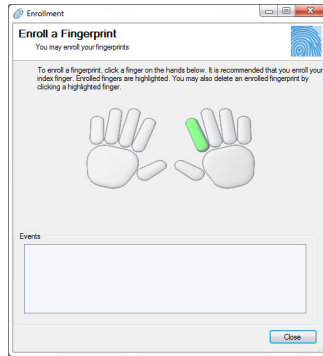 Enrollment
Enroll a Fingerprint
You may enroll your fingerprints
To enroll a fingerprint, click a finger on the hands below. It is recommended that you enroll your
index finger. Enrolled fingers are highlighted. You may also delete an enrolled fingerprint by
clicking a highlighted finger.
Events
Close